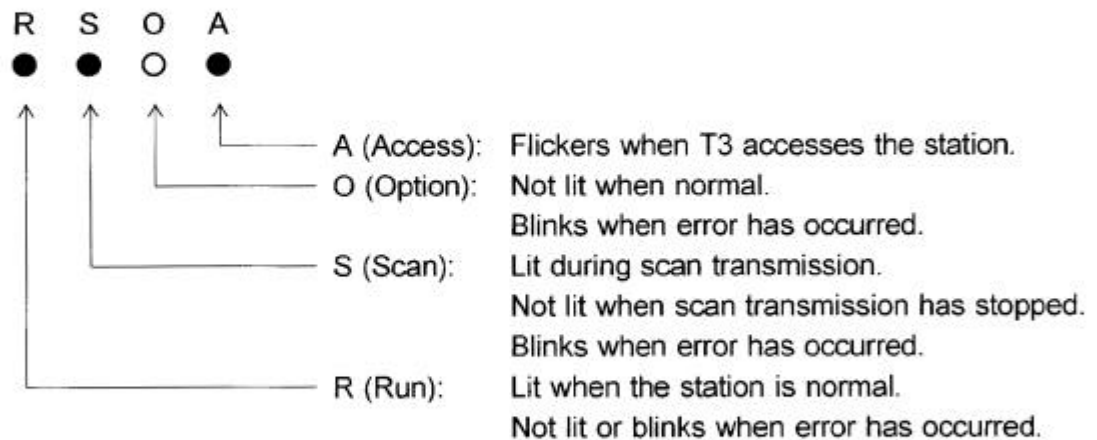 R S O A
A (Access): Flickers when T3 accesses the station.
O (Option): Not lit when normal.
Blinks when error has occurred.
S (Scan): Lit during scan transmission.
Not lit when scan transmission has stopped.
Blinks when error has occurred.
R (Run): Lit when the station is normal.
Not lit or blinks when error has occurred.